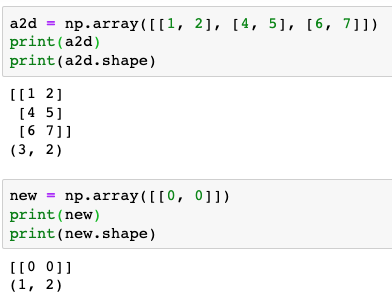 a2d = np.array([[1, 2], [4, 5], [6, 7]])
print(a2d)
print(a2d.shape)
[[1 2]
 [4 5]
 [6 7]]
(3, 2)
new = np.array([[0, 0]])
print(new)
print(new.shape)
[[0 0]]
(1, 2)